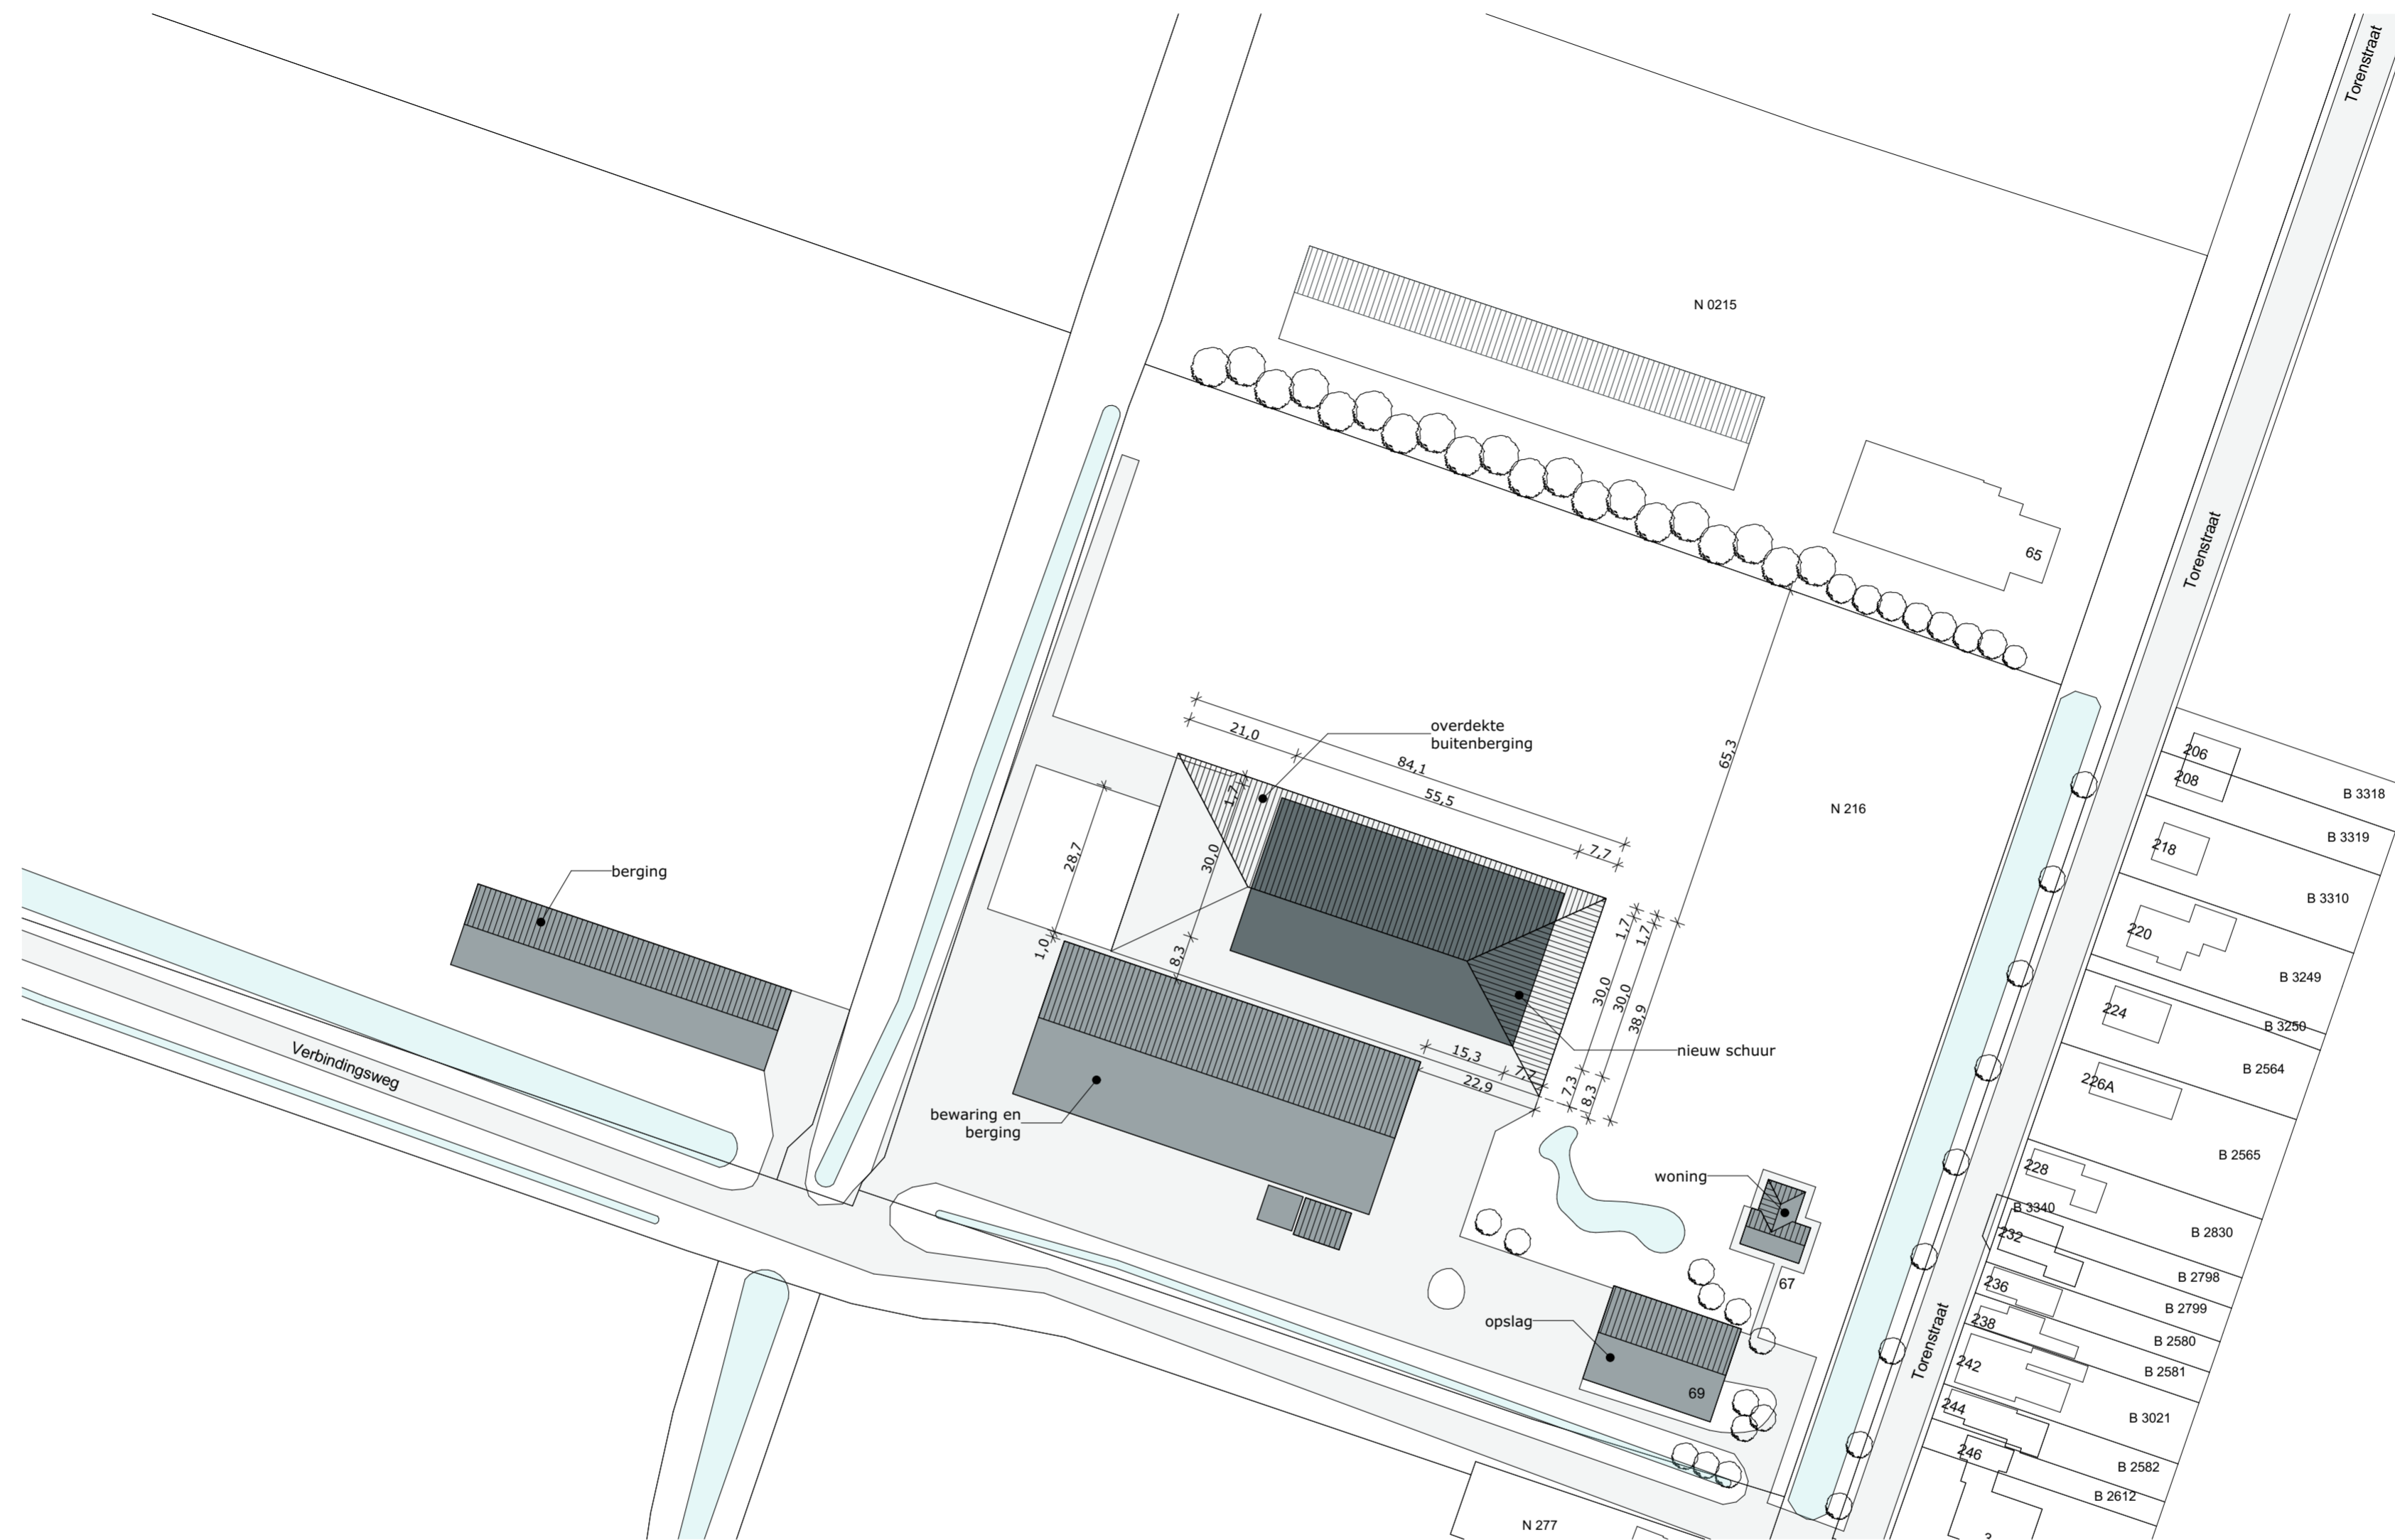 Torenstraat
N 0215
65
Torenstraat
overdekte
buitenberging
21,0
84,1
55,5
7,7
1,7
65,3
N 216
206
208
B 3318
218
B 3319
B 3310
220
B 3249
224
B 3250
B 2564
226A
B 2565
228
B 3340
B 2830
232
B 2798
236
B 2799
238
B 2580
242
B 2581
B 3021
244
B 2582
246
B 2612
3
28,7
30,0
berging
1,0
8,3
1,7
1,7
30,0
30,0
38,9
nieuw schuur
15,3
7,7
22,9
7,3
8,3
Verbindingsweg
bewaring en
berging
woning
67
opslag
69
Torenstraat
N 277